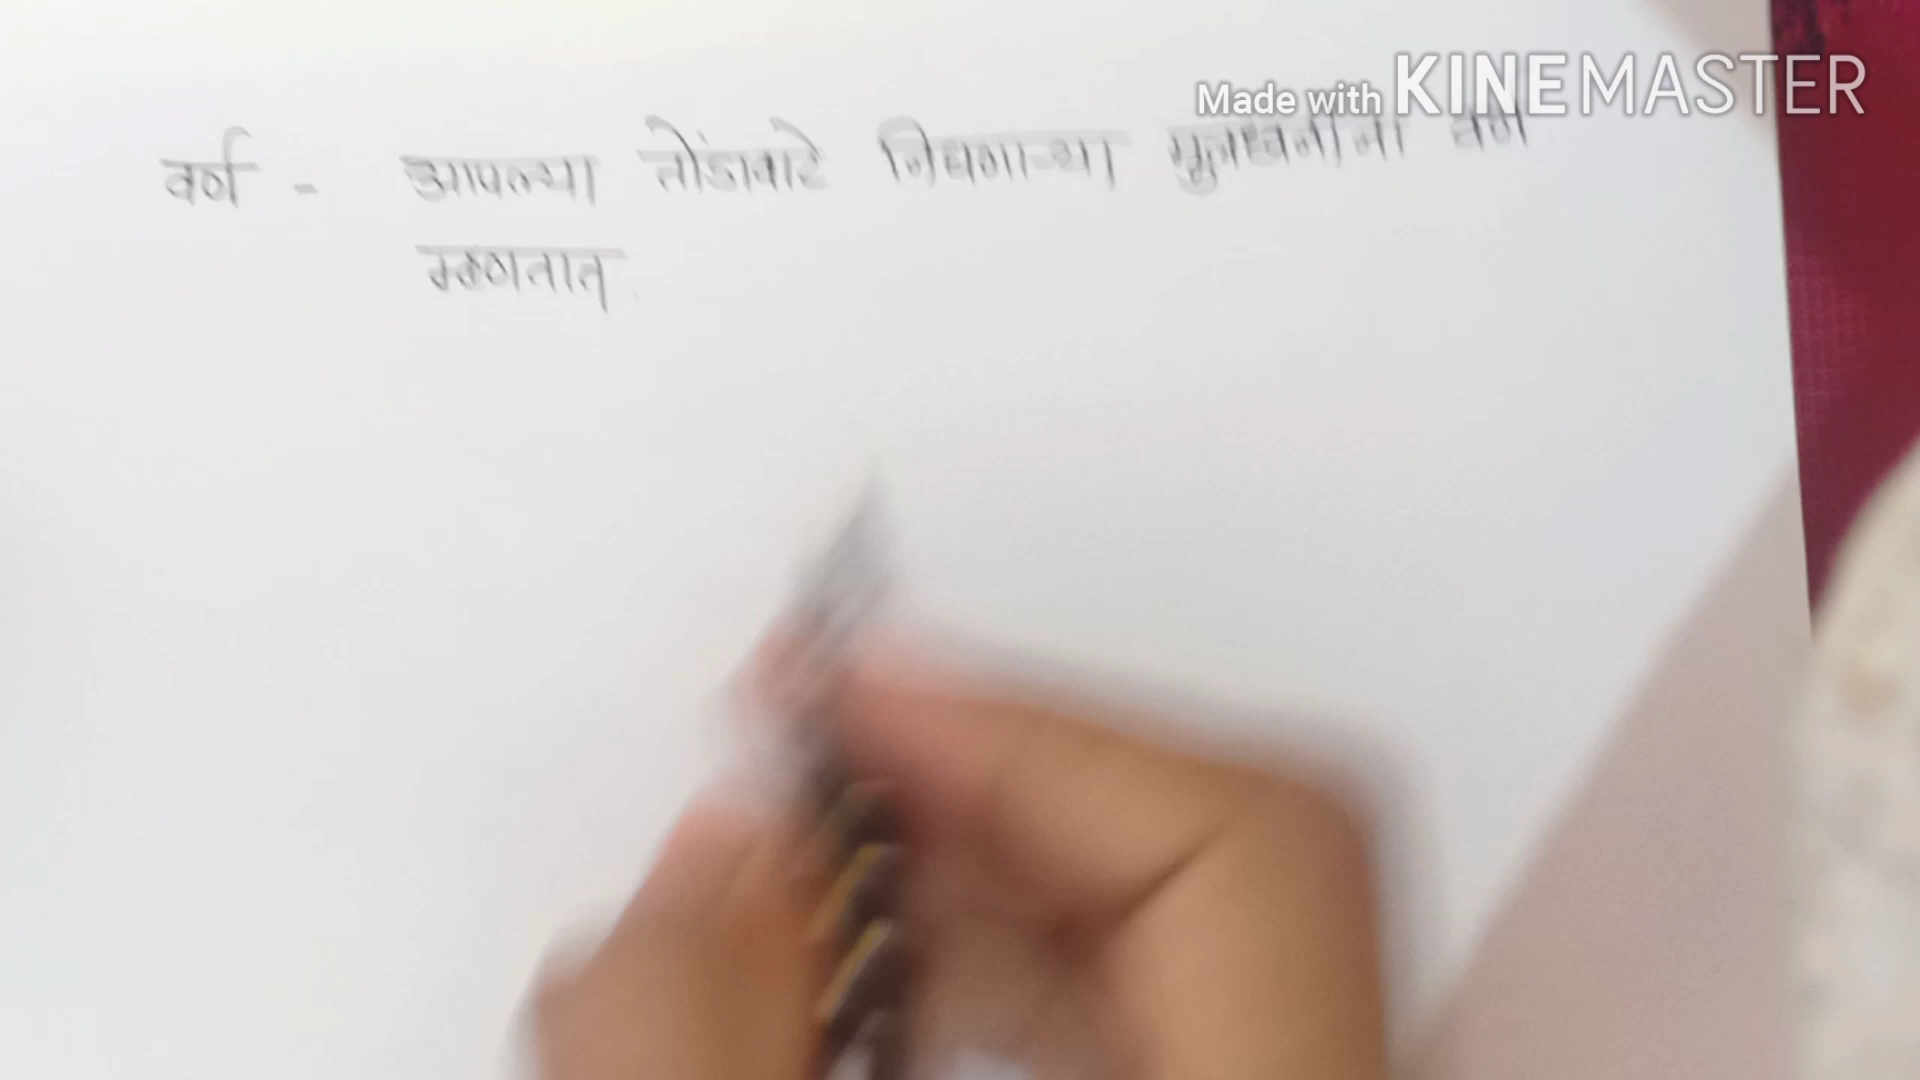 Made with KINEMASTER
वर्ण - आपल्या तोंडावाटे निघणाऱ्या मुलध्वनींना वर्ण
म्हणतात.